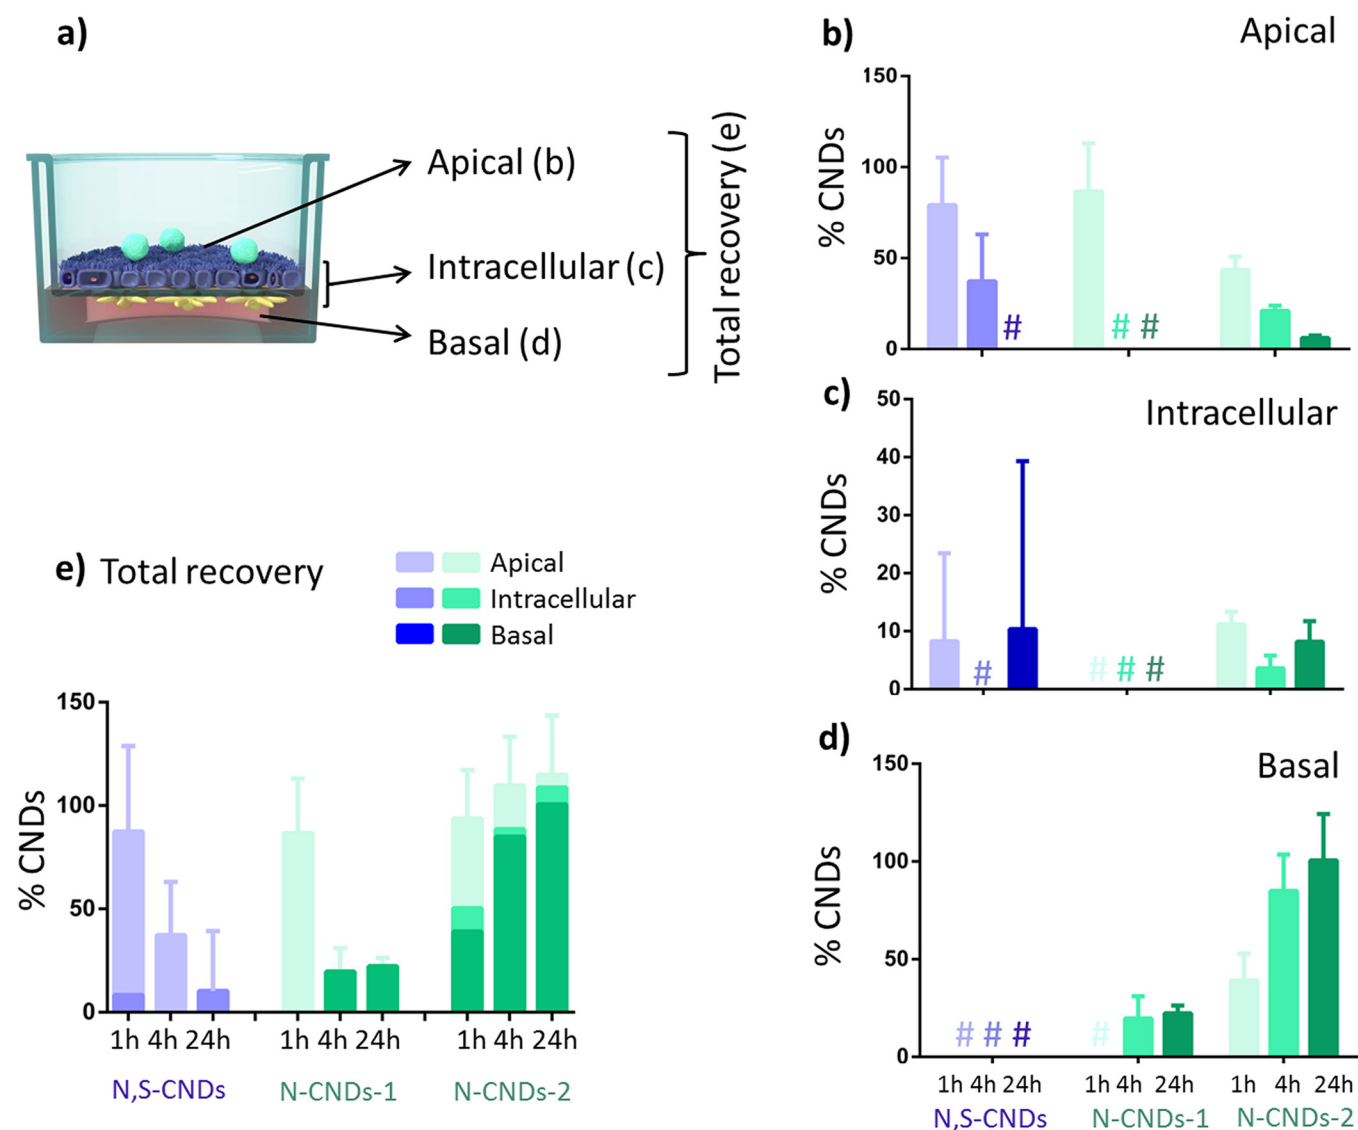 a)
Apical (b)
Intracellular (c)
Basal (d)
Total recovery (e)
b)
Apical
% CNDs
150
100
50
0
#
# #
c)
Intracellular
% CNDs
50
40
30
20
10
0
#
# # #
d)
Basal
% CNDs
150
100
50
0
# # #
#
1h 4h 24h
1h 4h 24h
1h 4h 24h
N,S-CNDs
N-CNDs-1
N-CNDs-2
e) Total recovery
Apical
Intracellular
Basal
% CNDs
150
100
50
0
1h 4h 24h
1h 4h 24h
1h 4h 24h
N,S-CNDs
N-CNDs-1
N-CNDs-2